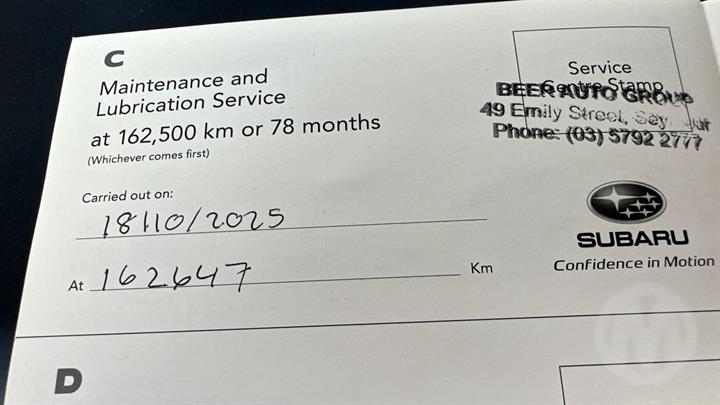 C
Maintenance and
Lubrication Service
at 162,500 km or 78 months
(Whichever comes first)
Carried out on:
18/10/2025
At 162647 Km
Service
Centre Stamp
BEER AUTO GROUP
49 Emily Street,
Phone: (03) 5792 2777
SUBARU
Confidence in Motion
D